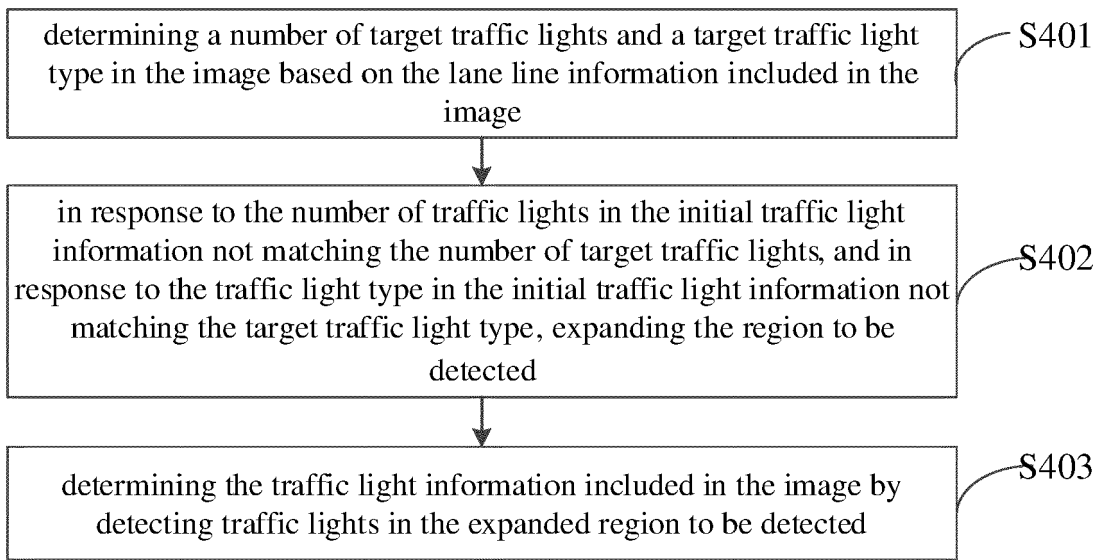 determining a number of target traffic lights and a target traffic light
type in the image based on the lane line information included in the
image
S401
in response to the number of traffic lights in the initial traffic light
information not matching the number of target traffic lights, and in
response to the traffic light type in the initial traffic light information not
matching the target traffic light type, expanding the region to be
detected
S402
determining the traffic light information included in the image by
detecting traffic lights in the expanded region to be detected
S403